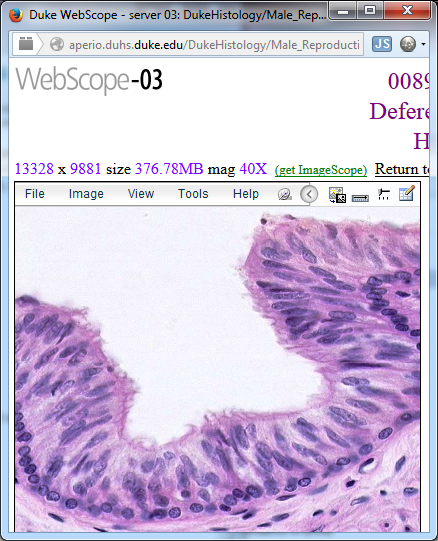 Duke WebScope - server 03: DukeHistology/Male_Rep...
aperio.duhs.duke.edu/DukeHistology/Male_Reproducti
JS
WebScope-03
0089
Defere
H
13328 x 9881 size 376.78MB mag 40X (get ImageScope) Return to
File Image View Tools Help